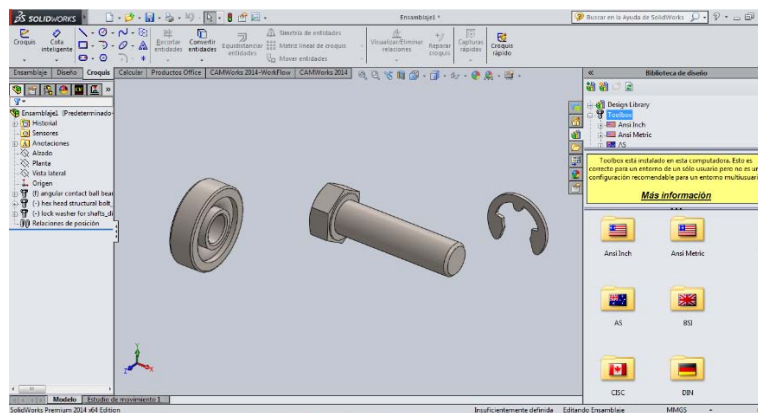 SOLIDWORKS
Ensamblaje1 *
Buscar en la Ayuda de SolidWorks
Croquis
Cota inteligente
Recortar entidades
Convertir entidades
Equidistanciar entidades
Simetría de entidades
Matriz lineal de croquis
Mover entidades
Visualizar/Eliminar relaciones
Reparar croquis
Capturas rápidas
Croquis rápido
Ensamblaje
Diseño
Croquis
Calcular
Productos Office
CAMWorks 2014-WorkFlow
CAMWorks 2014
Biblioteca de diseño
Ensamblaje1 (Predeterminado
Historial
Sensores
Anotaciones
Alzado
Planta
Vista lateral
Origen
(f) angular contact ball bear
(-) hex head structural bolt_
(-) lock washer for shafts_di
Relaciones de posición
Design Library
Toolbox
Ansi Inch
Ansi Metric
AS
Toolbox está instalado en esta computadora. Esto es
correcto para un entorno de un sólo usuario pero no es un
configuración recomendable para un entorno multiusuari
Más información
Ansi Inch
Ansi Metric
AS
BSI
CISC
DIN
Modelo
Estudio de movimiento 1
SolidWorks Premium 2014 x64 Edition
Insuficientemente definida
Editando Ensamblaje
MMGS